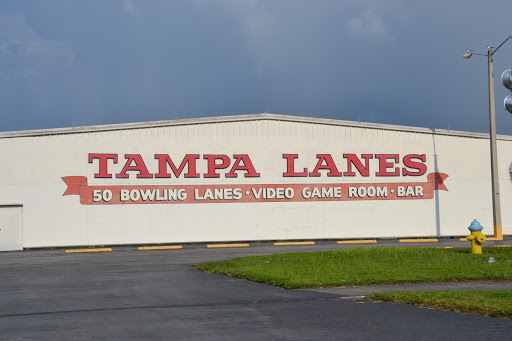 TAMPA LANES
50 BOWLING LANES · VIDEO GAME ROOM · BAR